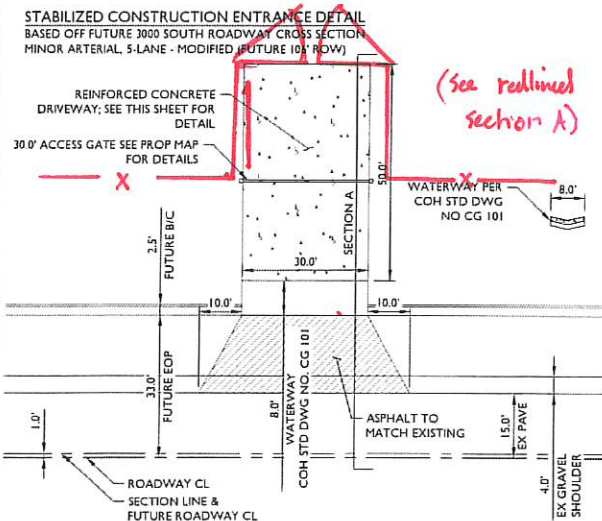 STABILIZED CONSTRUCTION ENTRANCE DETAIL
BASED OFF FUTURE 3000 SOUTH ROADWAY CROSS SECTION
MINOR ARTERIAL, 5-LANE - MODIFIED (FUTURE 106' ROW)
REINFORCED CONCRETE
DRIVEWAY; SEE THIS SHEET FOR
DETAIL
30.0' ACCESS GATE SEE PROP MAP
FOR DETAILS
(See redlined
section A)
X
X
50.0'
SECTION A
WATERWAY PER
COH STD DWG
NO CG 101
8.0'
2.5'
FUTURE B/C
30.0'
10.0'
10.0'
33.0'
FUTURE EOP
8.0'
WATERWAY
COH STD DWG NO. CG 101
ASPHALT TO
MATCH EXISTING
15.0'
EX PAVE
4.0'
EX GRAVEL
SHOULDER
1.0'
ROADWAY CL
SECTION LINE &
FUTURE ROADWAY CL